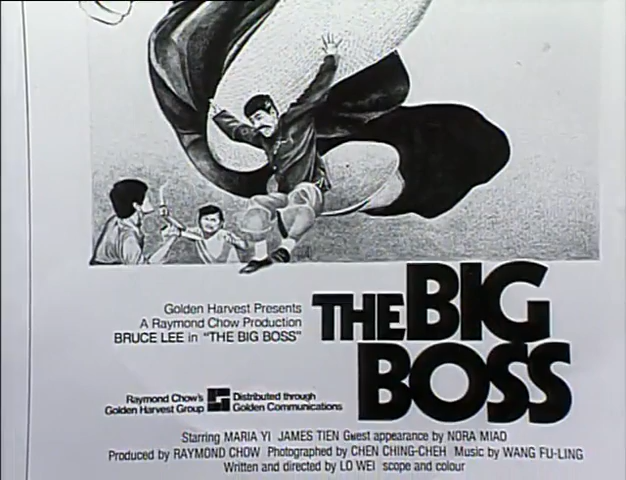 Golden Harvest Presents
A Raymond Chow Production
BRUCE LEE in "THE BIG BOSS"
THE BIG
BOSS
Raymond Chow's
Golden Harvest Group
Distributed through
Golden Communications
Starring MARIA YI JAMES TIEN Guest appearance by NORA MIAO
Produced by RAYMOND CHOW Photographed by CHEN CHING-CHEH Music by WANG FU-LING
Written and directed by LO WEI scope and colour